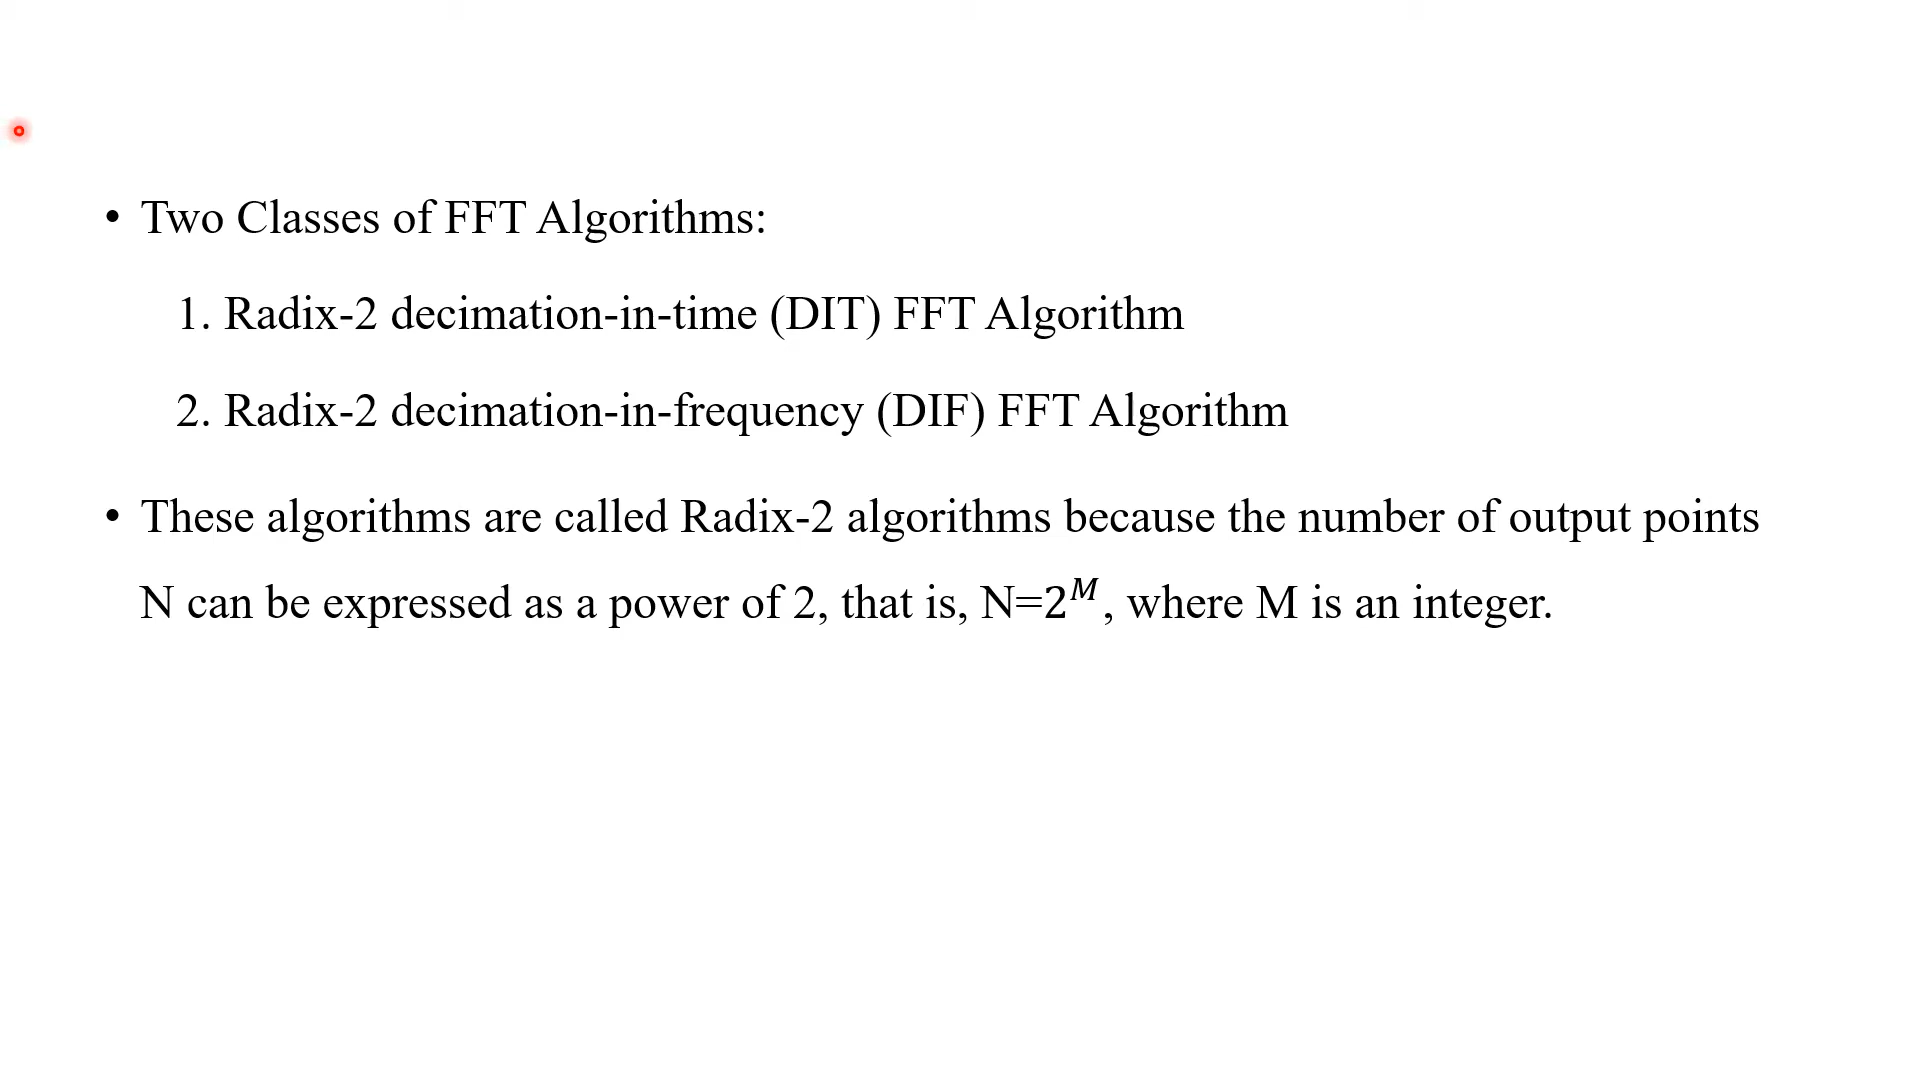 • Two Classes of FFT Algorithms:
1. Radix-2 decimation-in-time (DIT) FFT Algorithm
2. Radix-2 decimation-in-frequency (DIF) FFT Algorithm
• These algorithms are called Radix-2 algorithms because the number of output points
N can be expressed as a power of 2, that is, N=2^M, where M is an integer.